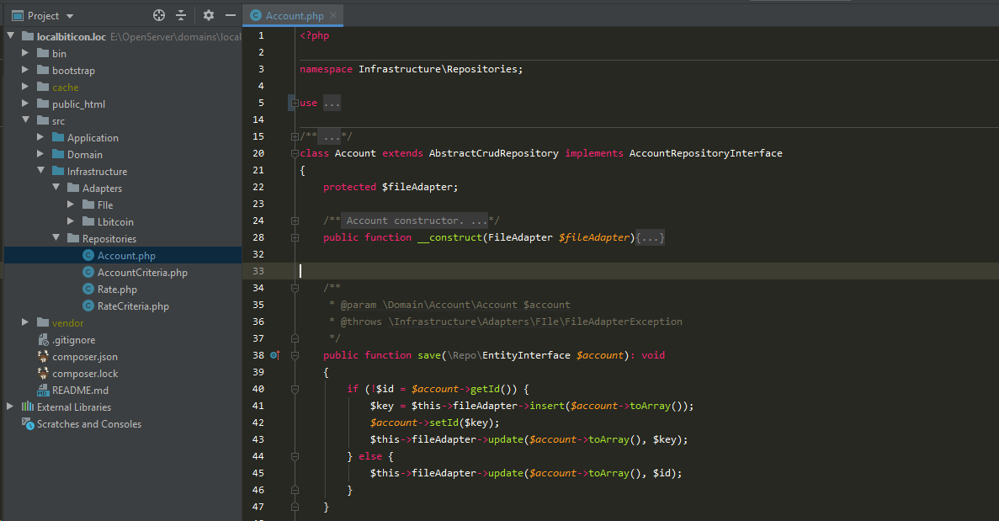 Project
localbiticon.loc E:\OpenServer\domains\local
bin
bootstrap
cache
public_html
src
Application
Domain
Infrastructure
Adapters
FIle
Lbitcoin
Repositories
Account.php
AccountCriteria.php
Rate.php
RateCriteria.php
vendor
.gitignore
composer.json
composer.lock
README.md
External Libraries
Scratches and Consoles
Account.php
1 <?php
2
3 namespace Infrastructure\Repositories;
4
5 use ...
14
15 /** ...*/
20 class Account extends AbstractCrudRepository implements AccountRepositoryInterface
21 {
22 protected $fileAdapter;
23
24 /** Account constructor. ...*/
28 public function __construct(FileAdapter $fileAdapter){...}
32
33
34 /**
35 * @param \Domain\Account\Account $account
36 * @throws \Infrastructure\Adapters\FIle\FileAdapterException
37 */
38 public function save(\Repo\EntityInterface $account): void
39 {
40 if (!$id = $account->getId()) {
41 $key = $this->fileAdapter->insert($account->toArray());
42 $account->setId($key);
43 $this->fileAdapter->update($account->toArray(), $key);
44 } else {
45 $this->fileAdapter->update($account->toArray(), $id);
46 }
47 }